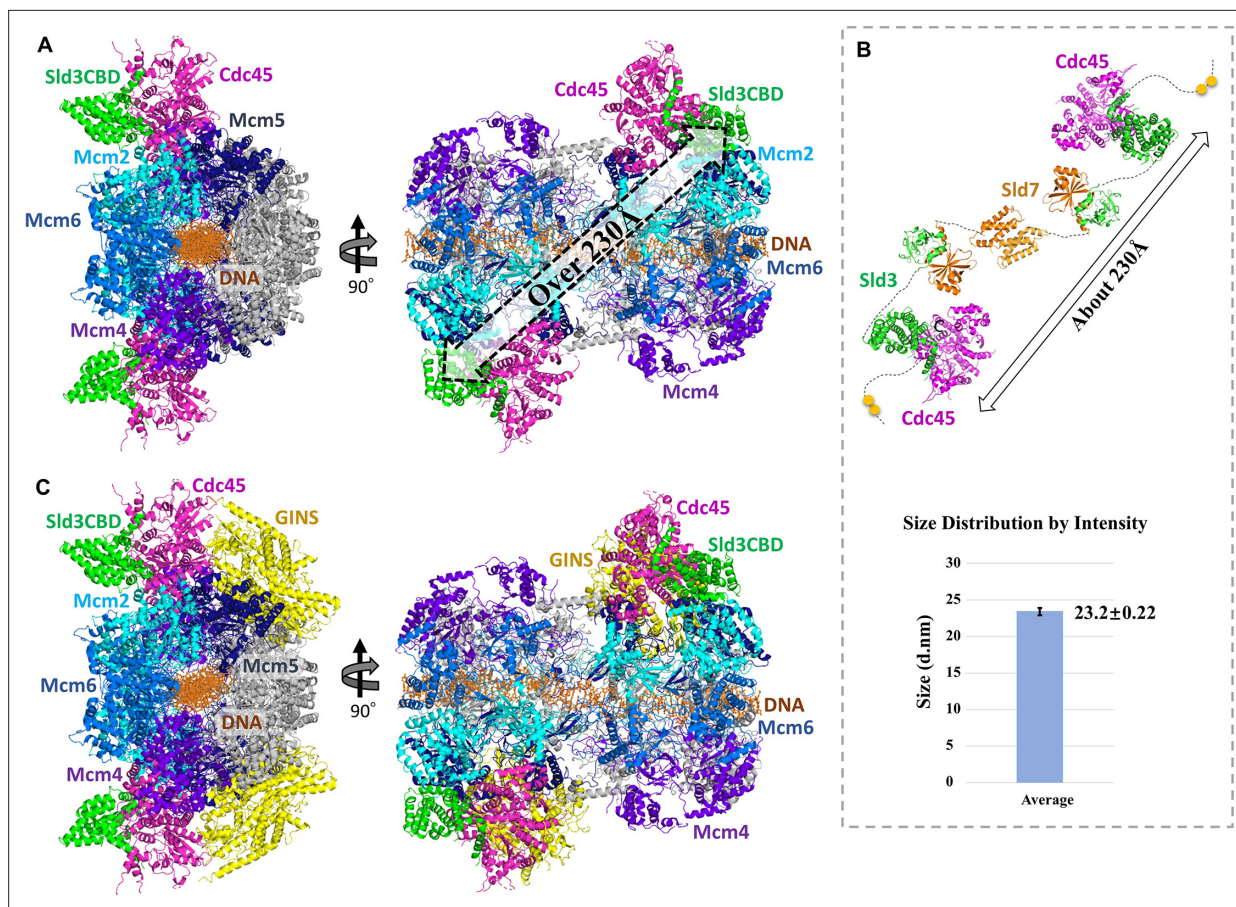 A
Sld3CBD
Cdc45
Mcm5
Mcm2
Mcm6
DNA
Mcm4
90°
Cdc45
Sld3CBD
Mcm2
DNA
Mcm6
Over 230Å
Mcm4
B
Cdc45
Sld7
Sld3
About 230Å
Cdc45
Size Distribution by Intensity
Size (d.nm)
30
25
20
15
10
5
0
23.2±0.22
Average
C
Cdc45
Sld3CBD
GINS
Mcm2
Mcm5
Mcm6
DNA
Mcm4
90°
Cdc45
GINS
Sld3CBD
DNA
Mcm6
Mcm4